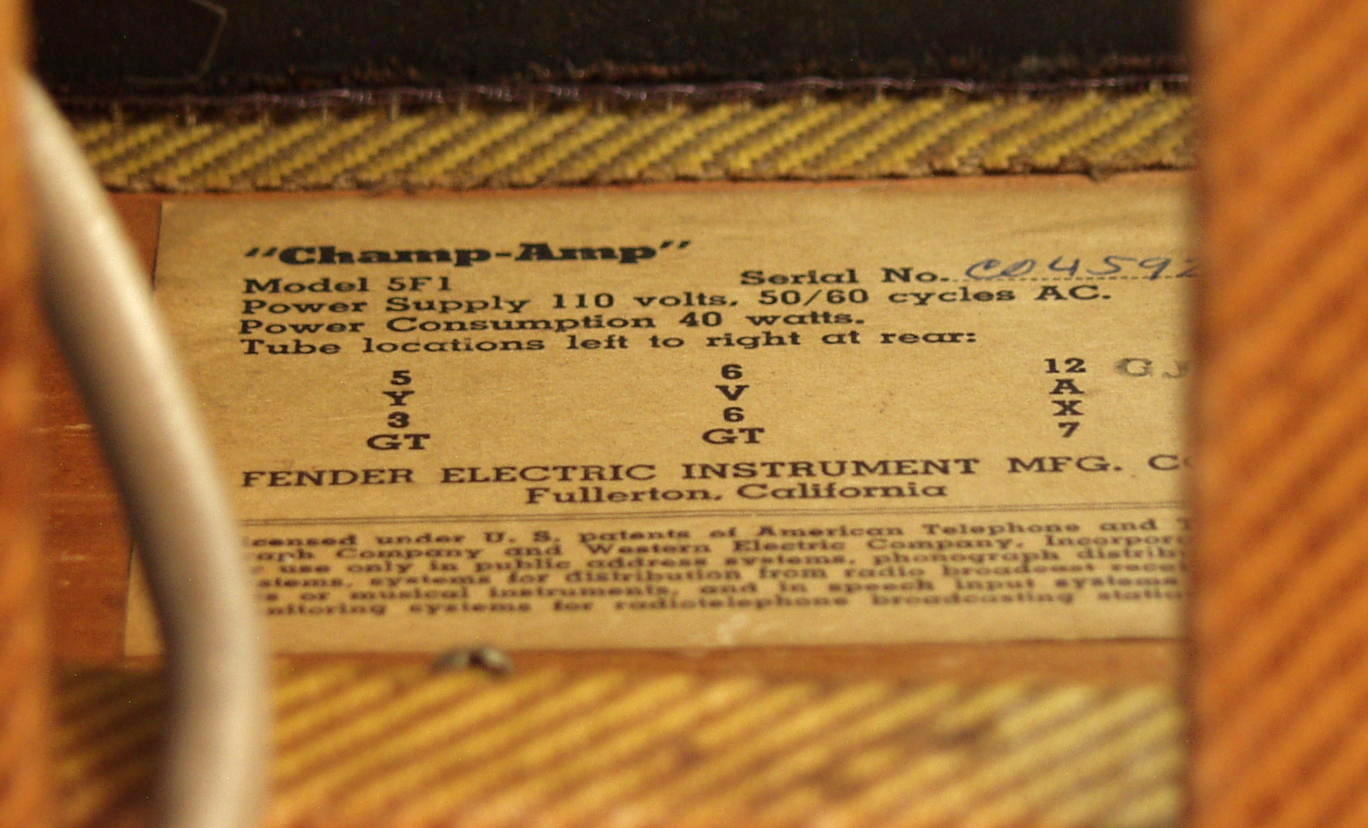 “Champ-Amp”
Model 5F1 Serial No. C04592
Power Supply 110 volts, 50/60 cycles AC.
Power Consumption 40 watts.
Tube locations left to right at rear:
5 6 12 GJ
Y V A
3 6 X
GT GT 7
FENDER ELECTRIC INSTRUMENT MFG. C
Fullerton, California
censed under U. S. patents of American Telephone and T
aph Company and Western Electric Company, Incorpor
use only in public address systems, phonograph distrib
stems, systems for distribution from radio broadcast rece
s or musical instruments, and in speech input systems
nitoring systems for radiotelephone broadcasting statio